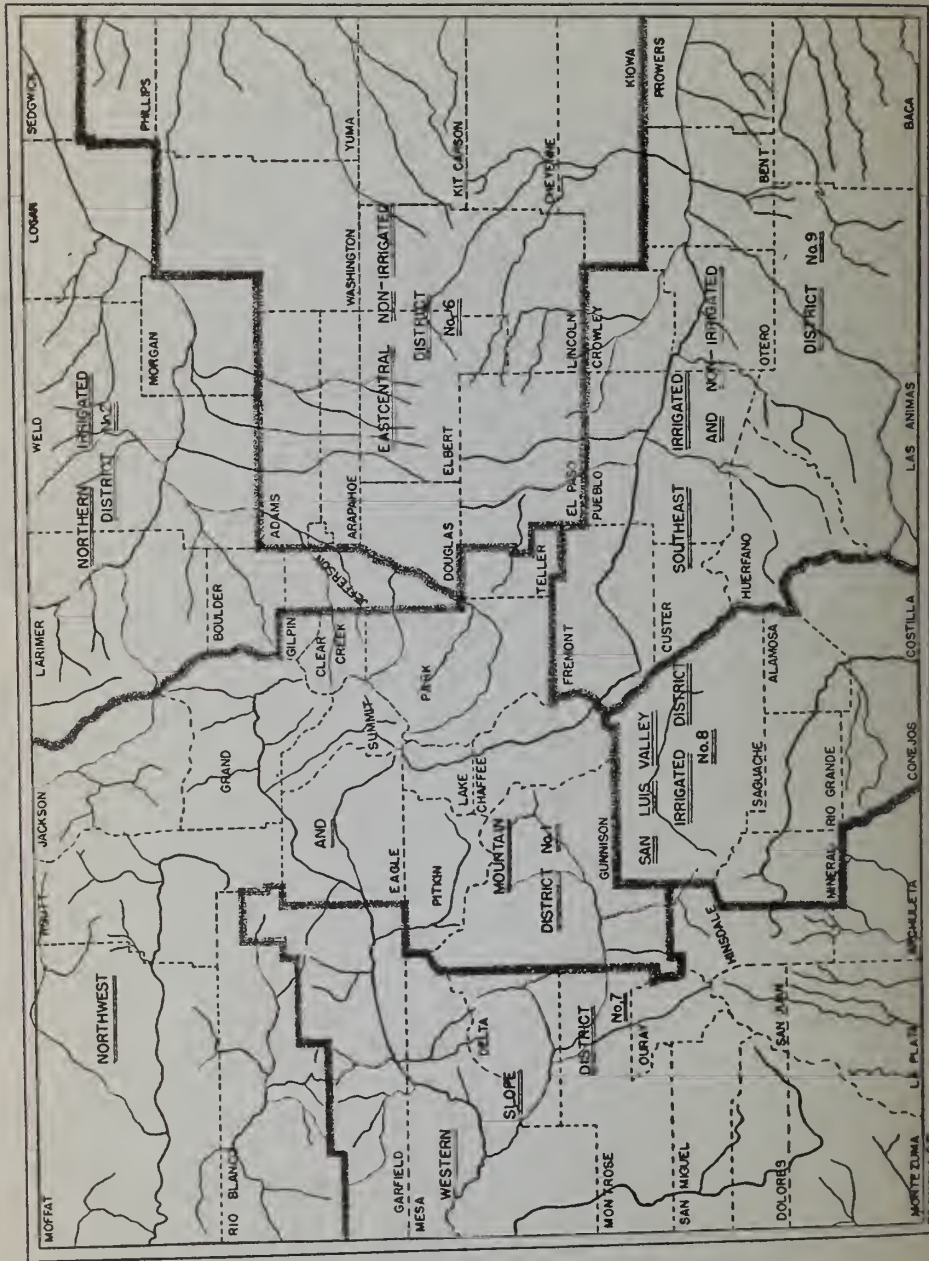 MOFFAT
ROUTT
JACKSON
LARIMER
WELD
LOGAN
SEDGWICK
NORTHWEST
NORTHERN IRRIGATED
DISTRICT No.2
PHILLIPS
MORGAN
RIO BLANCO
GRAND
BOULDER
ADAMS
WASHINGTON
YUMA
AND
GILPIN
CLEAR
CREEK
JEFFERSON
ARAPAHOE
EASTCENTRAL NON-IRRIGATED
DISTRICT
No. 6
GARFIELD
MESA
EAGLE
SUMMIT
PARK
DOUGLAS
ELBERT
KIT CARSON
WESTERN
PITKIN
LAKE
CHAFFEE
TELLER
LINCOLN
CHEYENNE
SLOPE
DELTA
MOUNTAIN
DISTRICT No. 1
EL PASO
CROWLEY
KIOWA
DISTRICT
No. 7
MONTROSE
OURAY
GUNNISON
FREMONT
PUEBLO
PROWERS
SAN MIGUEL
SAN LUIS VALLEY
IRRIGATED DISTRICT
No.8
CUSTER
SOUTHEAST
IRRIGATED
AND NON-IRRIGATED
DISTRICT No.9
BENT
HINSDALE
SAGUACHE
HUERFANO
OTERO
DOLORES
SAN JUAN
MINERAL
RIO GRANDE
ALAMOSA
MONTEZUMA
LA PLATA
ARCHULETA
CONEJOS
COSTILLA
LAS ANIMAS
BACA